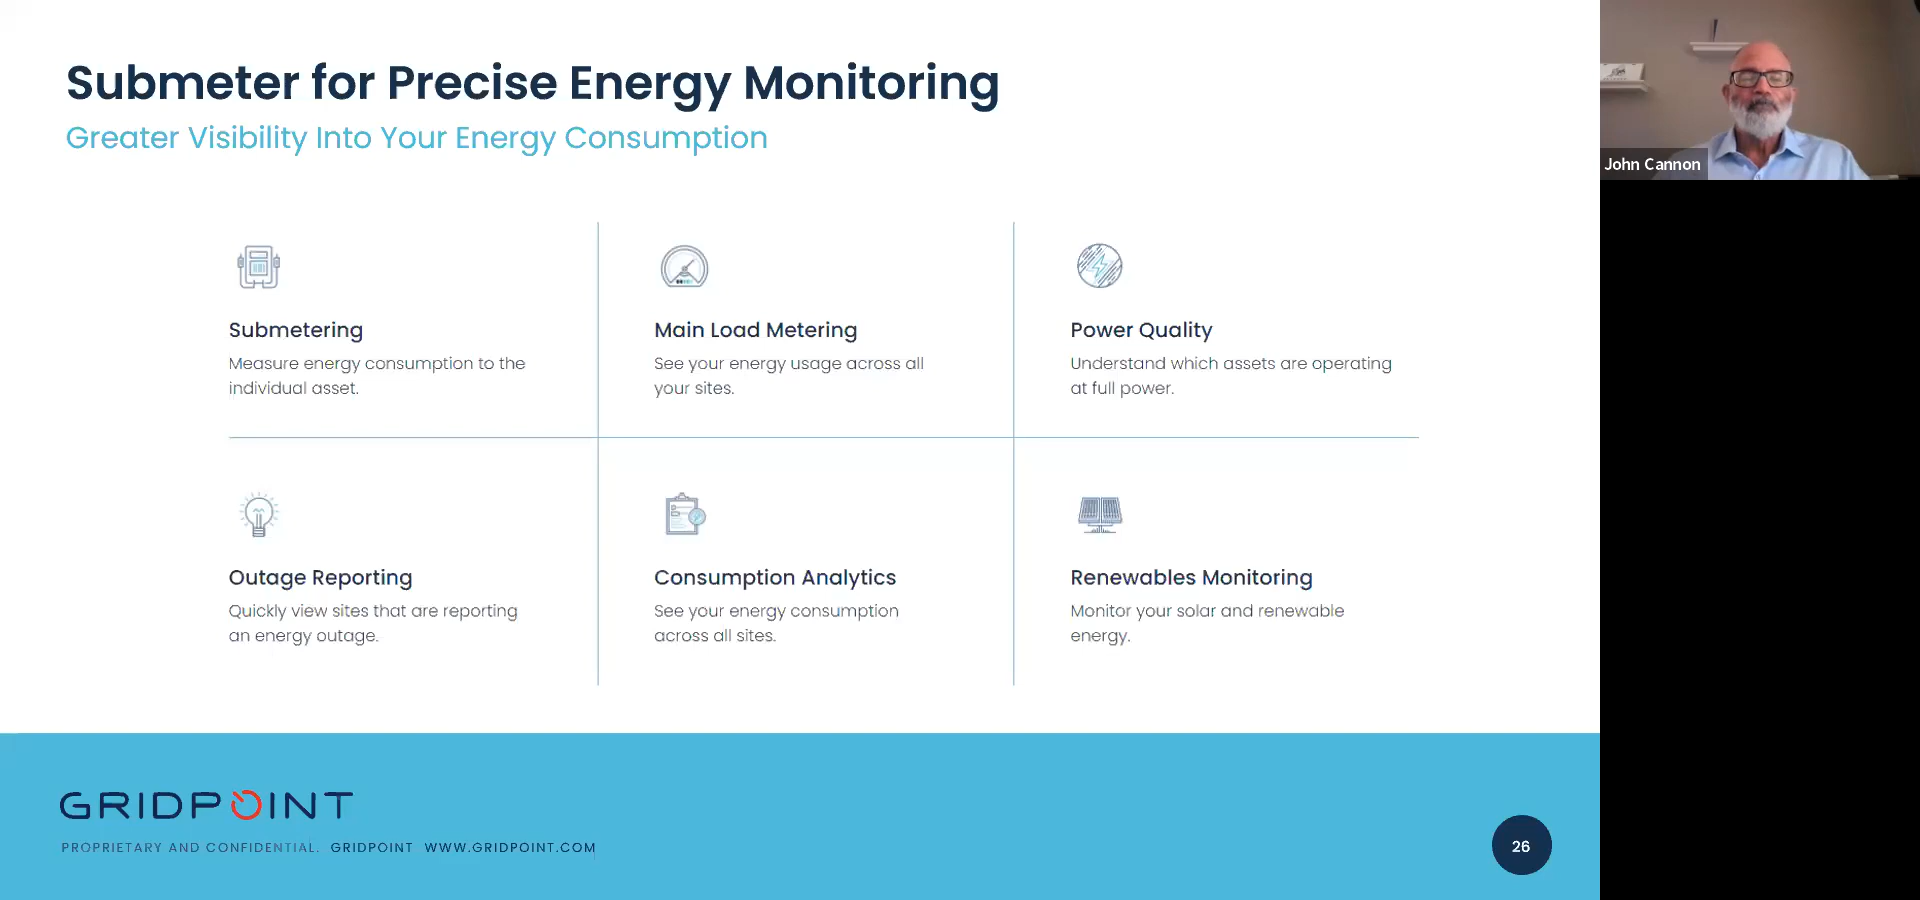 Submeter for Precise Energy Monitoring
Greater Visibility Into Your Energy Consumption
John Cannon
Submetering
Measure energy consumption to the
individual asset.
Main Load Metering
See your energy usage across all
your sites.
Power Quality
Understand which assets are operating
at full power.
Outage Reporting
Quickly view sites that are reporting
an energy outage.
Consumption Analytics
See your energy consumption
across all sites.
Renewables Monitoring
Monitor your solar and renewable
energy.
GRIDPOINT
PROPRIETARY AND CONFIDENTIAL. GRIDPOINT WWW.GRIDPOINT.COM
26